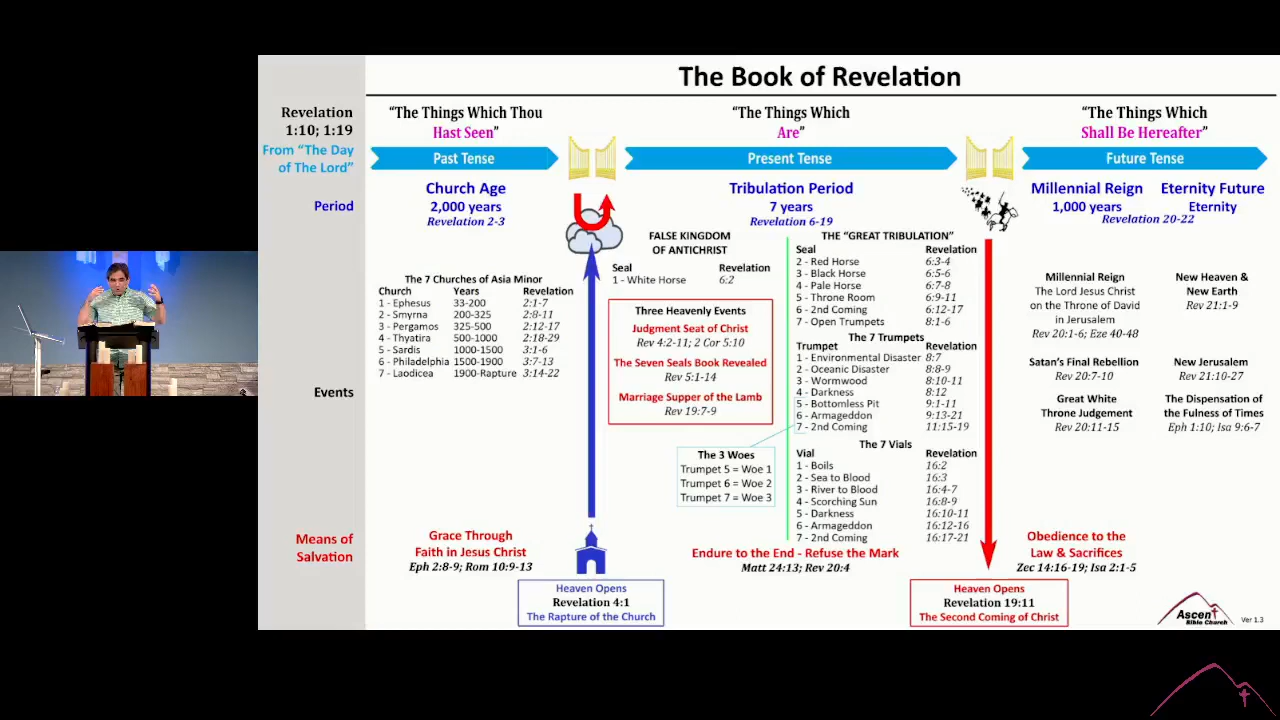 The Book of Revelation
Revelation
1:10; 1:19
From “The Day
of The Lord”
“The Things Which Thou
Hast Seen”
Past Tense
“The Things Which
Are”
Present Tense
“The Things Which
Shall Be Hereafter”
Future Tense
Period
Church Age
2,000 years
Revelation 2-3
Tribulation Period
7 years
Revelation 6-19
Millennial Reign
1,000 years
Eternity Future
Eternity
Revelation 20-22
Events
The 7 Churches of Asia Minor
Church Years Revelation
1 - Ephesus 33-200 2:1-7
2 - Smyrna 200-325 2:8-11
3 - Pergamos 325-500 2:12-17
4 - Thyatira 500-1000 2:18-29
5 - Sardis 1000-1500 3:1-6
6 - Philadelphia 1500-1900 3:7-13
7 - Laodicea 1900-Rapture 3:14-22
FALSE KINGDOM
OF ANTICHRIST
Seal Revelation
1 - White Horse 6:2
Three Heavenly Events
Judgment Seat of Christ
Rev 4:2-11; 2 Cor 5:10
The Seven Seals Book Revealed
Rev 5:1-14
Marriage Supper of the Lamb
Rev 19:7-9
The 3 Woes
Trumpet 5 = Woe 1
Trumpet 6 = Woe 2
Trumpet 7 = Woe 3
THE “GREAT TRIBULATION”
Seal Revelation
2 - Red Horse 6:3-4
3 - Black Horse 6:5-6
4 - Pale Horse 6:7-8
5 - Throne Room 6:9-11
6 - 2nd Coming 6:12-17
7 - Open Trumpets 8:1-6
The 7 Trumpets
Trumpet Revelation
1 - Environmental Disaster 8:7
2 - Oceanic Disaster 8:8-9
3 - Wormwood 8:10-11
4 - Darkness 8:12
5 - Bottomless Pit 9:1-11
6 - Armageddon 9:13-21
7 - 2nd Coming 11:15-19
The 7 Vials
Vial Revelation
1 - Boils 16:2
2 - Sea to Blood 16:3
3 - River to Blood 16:4-7
4 - Scorching Sun 16:8-9
5 - Darkness 16:10-11
6 - Armageddon 16:12-16
7 - 2nd Coming 16:17-21
Millennial Reign
The Lord Jesus Christ
on the Throne of David
in Jerusalem
Rev 20:1-6; Eze 40-48
Satan’s Final Rebellion
Rev 20:7-10
Great White
Throne Judgement
Rev 20:11-15
New Heaven &
New Earth
Rev 21:1-9
New Jerusalem
Rev 21:10-27
The Dispensation of
the Fulness of Times
Eph 1:10; Isa 9:6-7
Means of
Salvation
Grace Through
Faith in Jesus Christ
Eph 2:8-9; Rom 10:9-13
Endure to the End - Refuse the Mark
Matt 24:13; Rev 20:4
Obedience to the
Law & Sacrifices
Zec 14:16-19; Isa 2:1-5
Heaven Opens
Revelation 4:1
The Rapture of the Church
Heaven Opens
Revelation 19:11
The Second Coming of Christ
Ascent
Bible Church
Ver 1.3